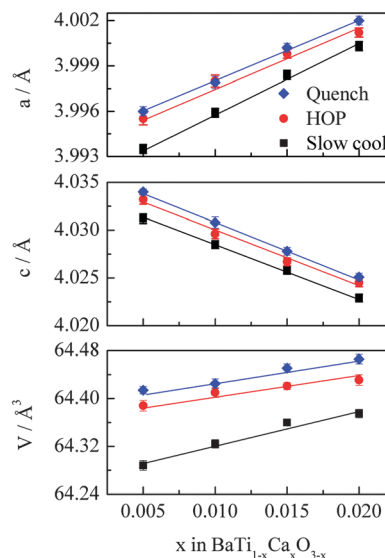 4.002
3.999
3.996
3.993
a / Å
Quench
HOP
Slow cool
4.035
4.030
4.025
4.020
c / Å
64.48
64.40
64.32
64.24
V / Å³
0.005 0.010 0.015 0.020
x in BaTi₁₋ₓCaₓO₃₋ₓ